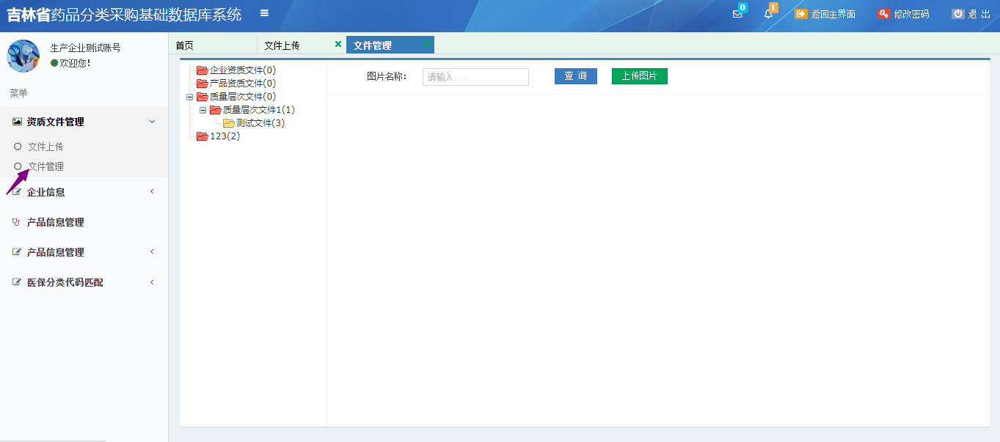 吉林省药品分类采购基础数据库系统
0
1
返回主界面
修改密码
退 出
生产企业测试账号
欢迎您!
菜单
资质文件管理
文件上传
文件管理
企业信息
产品信息管理
产品信息管理
医保分类代码匹配
首页
文件上传
文件管理
企业资质文件(0)
产品资质文件(0)
质量层次文件(0)
质量层次文件1(1)
测试文件(3)
123(2)
图片名称:
请输入...
查 询
上传图片